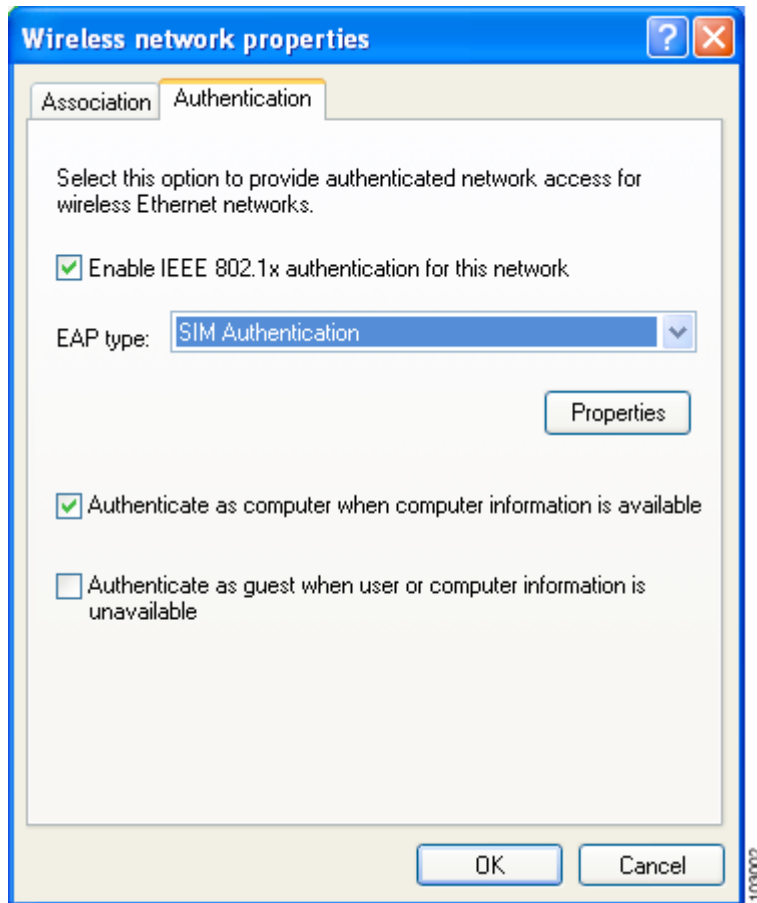 Wireless network properties
?
Association
Authentication
Select this option to provide authenticated network access for
wireless Ethernet networks.
Enable IEEE 802.1x authentication for this network
EAP type:
SIM Authentication
Properties
Authenticate as computer when computer information is available
Authenticate as guest when user or computer information is
unavailable
OK
Cancel
103002